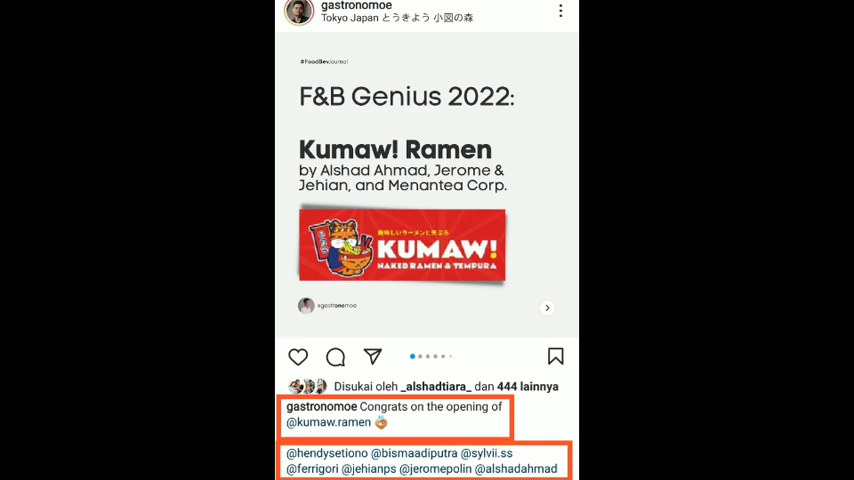 gastronomoe
Tokyo Japan とうきよう 小図の森
#FoodBevJournal
F&B Genius 2022:
Kumaw! Ramen
by Alshad Ahmad, Jerome &
Jehian, and Menantea Corp.
KUMAW!
NAKED RAMEN & TEMPURA
@gastronomoe
Disukai oleh _alshadtiara_ dan 444 lainnya
gastronomoe Congrats on the opening of
@kumaw.ramen
@hendysetiono @bismaadiputra @sylvii.ss
@ferrigori @jehianps @jeromepolin @alshadahmad